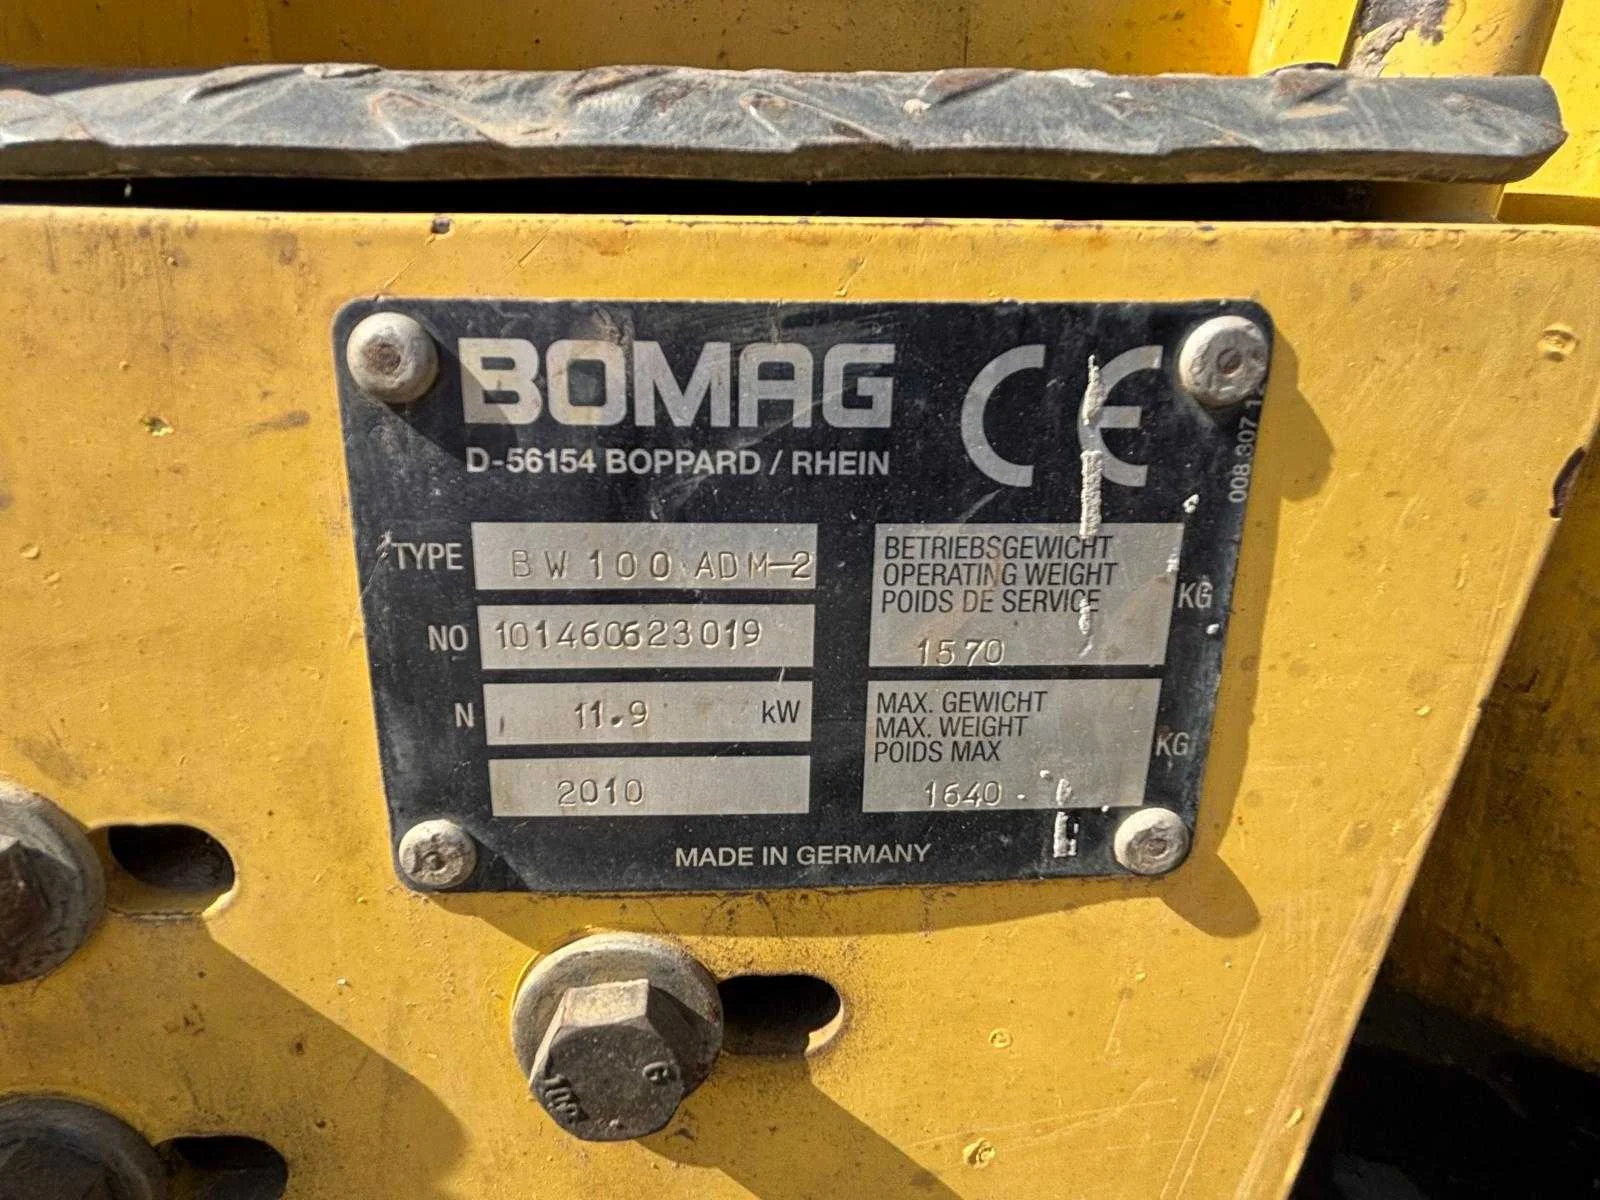 BOMAG
CE
D-56154 BOPPARD / RHEIN
008 307 1
TYPE BW 100 ADM-2
NO 101460623019
N 11.9 kW
2010
BETRIEBSGEWICHT
OPERATING WEIGHT
POIDS DE SERVICE
1570 KG
MAX. GEWICHT
MAX. WEIGHT
POIDS MAX
1640 KG
MADE IN GERMANY